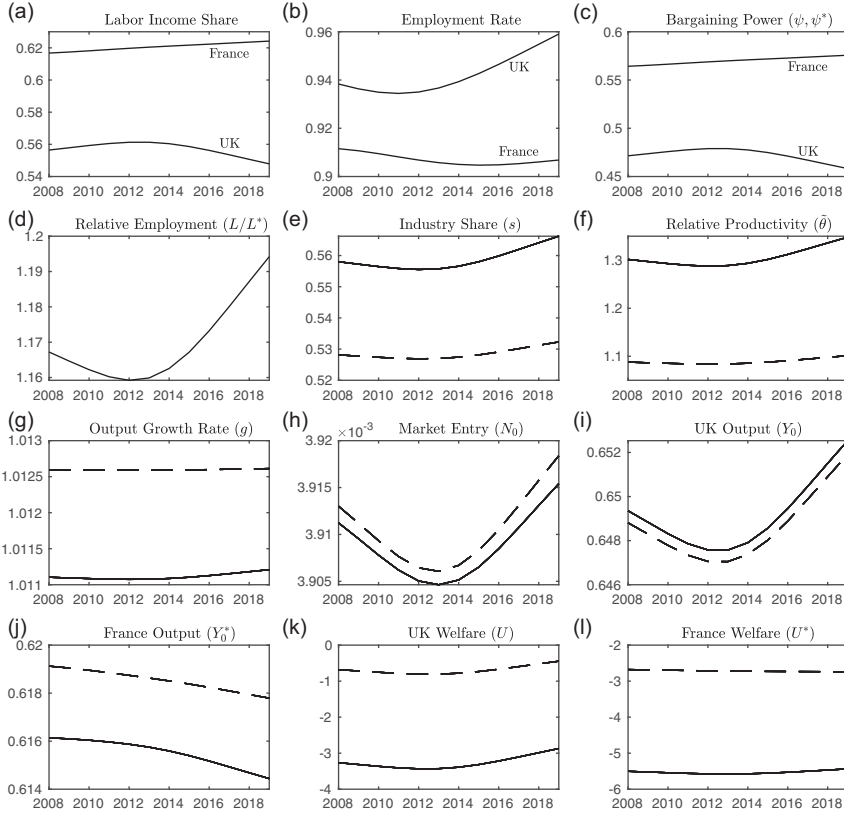 (a) Labor Income Share
0.62
0.6
0.58
0.56
0.54
France
UK
2008 2010 2012 2014 2016 2018
(b) Employment Rate
0.96
0.94
0.92
0.9
UK
France
2008 2010 2012 2014 2016 2018
(c) Bargaining Power (ψ, ψ*)
0.6
0.55
0.5
0.45
France
UK
2008 2010 2012 2014 2016 2018
(d) Relative Employment (L/L*)
1.2
1.19
1.18
1.17
1.16
2008 2010 2012 2014 2016 2018
(e) Industry Share (s)
0.56
0.55
0.54
0.53
0.52
2008 2010 2012 2014 2016 2018
(f) Relative Productivity (θ̃)
1.3
1.2
1.1
2008 2010 2012 2014 2016 2018
(g) Output Growth Rate (g)
1.013
1.0125
1.012
1.0115
1.011
2008 2010 2012 2014 2016 2018
(h) Market Entry (N₀)
×10⁻³
3.92
3.915
3.91
3.905
2008 2010 2012 2014 2016 2018
(i) UK Output (Y₀)
0.652
0.65
0.648
0.646
2008 2010 2012 2014 2016 2018
(j) France Output (Y₀*)
0.62
0.618
0.616
0.614
2008 2010 2012 2014 2016 2018
(k) UK Welfare (U)
0
-1
-2
-3
-4
2008 2010 2012 2014 2016 2018
(l) France Welfare (U*)
-2
-3
-4
-5
-6
2008 2010 2012 2014 2016 2018